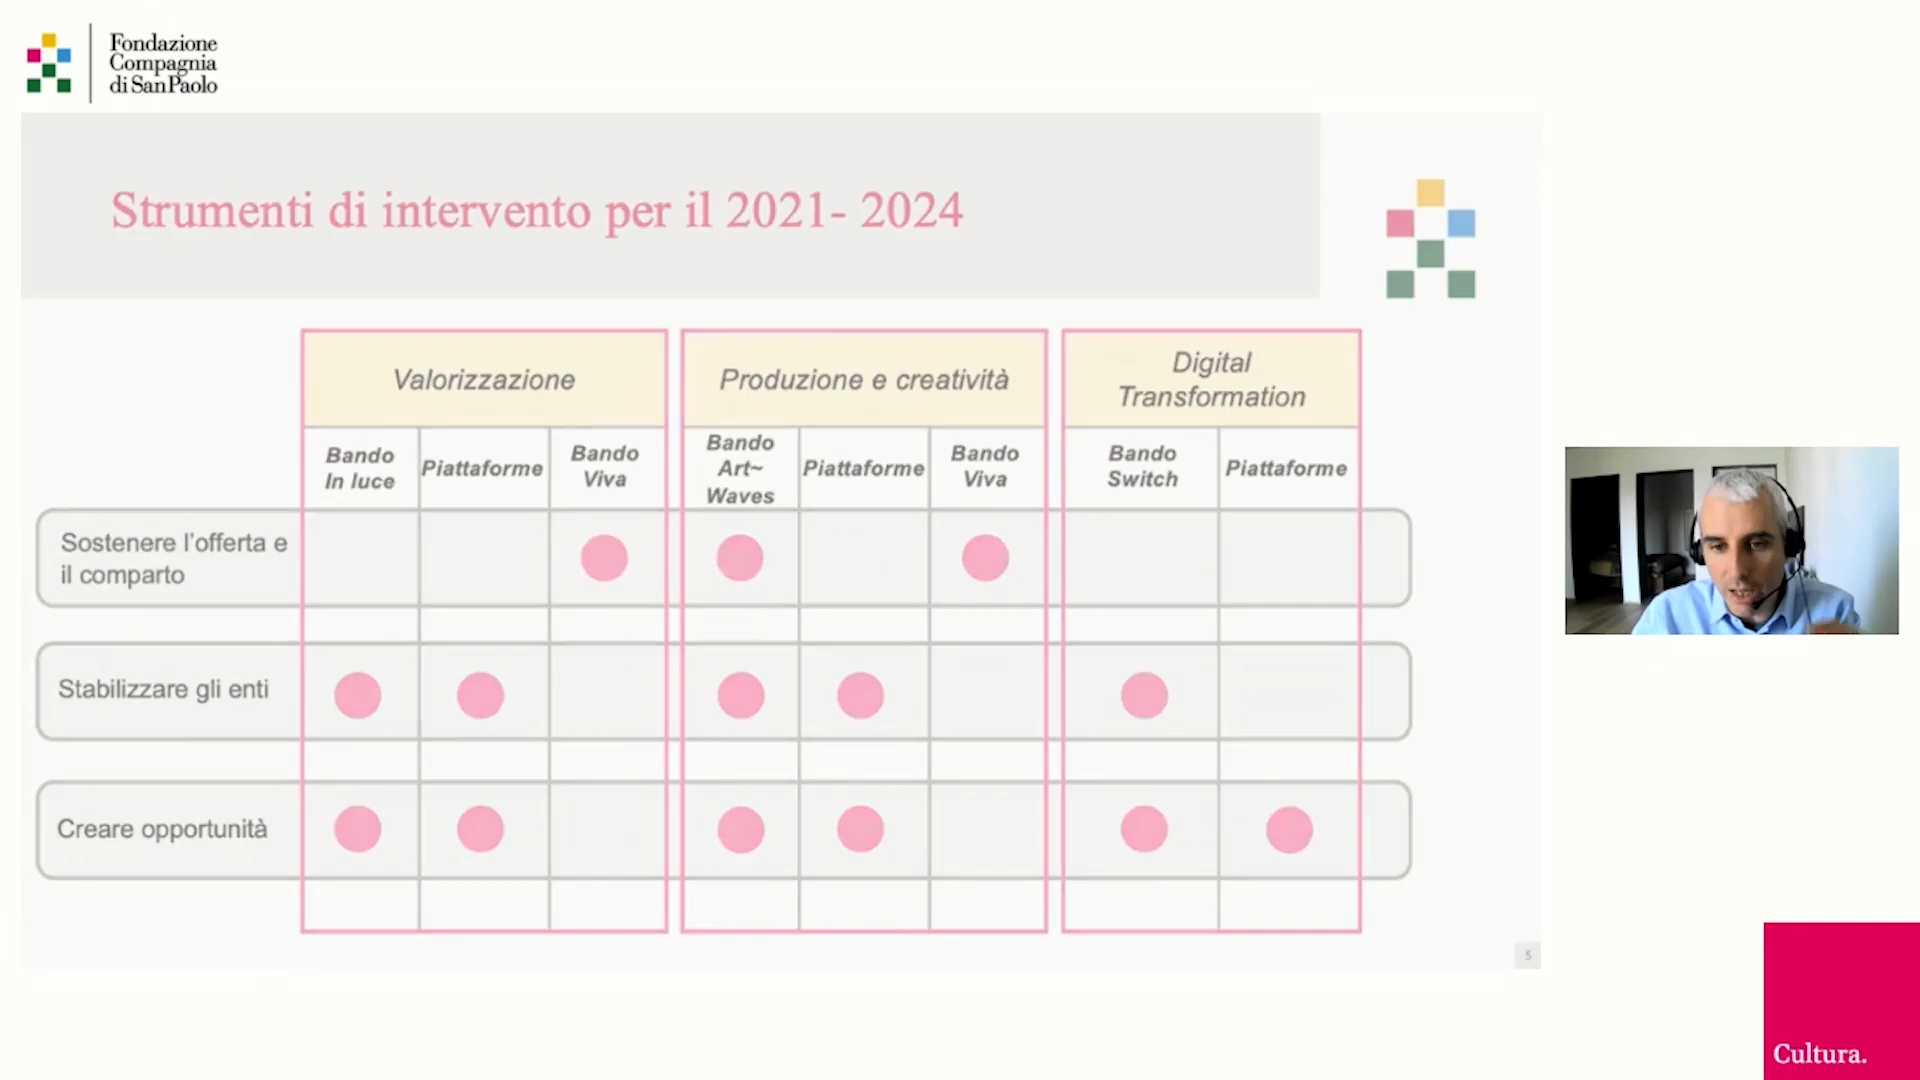 Fondazione
Compagnia
di San Paolo
Strumenti di intervento per il 2021- 2024
Valorizzazione
Produzione e creatività
Digital
Transformation
Bando
In luce
Piattaforme
Bando
Viva
Bando
Art~
Waves
Piattaforme
Bando
Viva
Bando
Switch
Piattaforme
Sostenere l'offerta e
il comparto
Stabilizzare gli enti
Creare opportunità
5
Cultura.